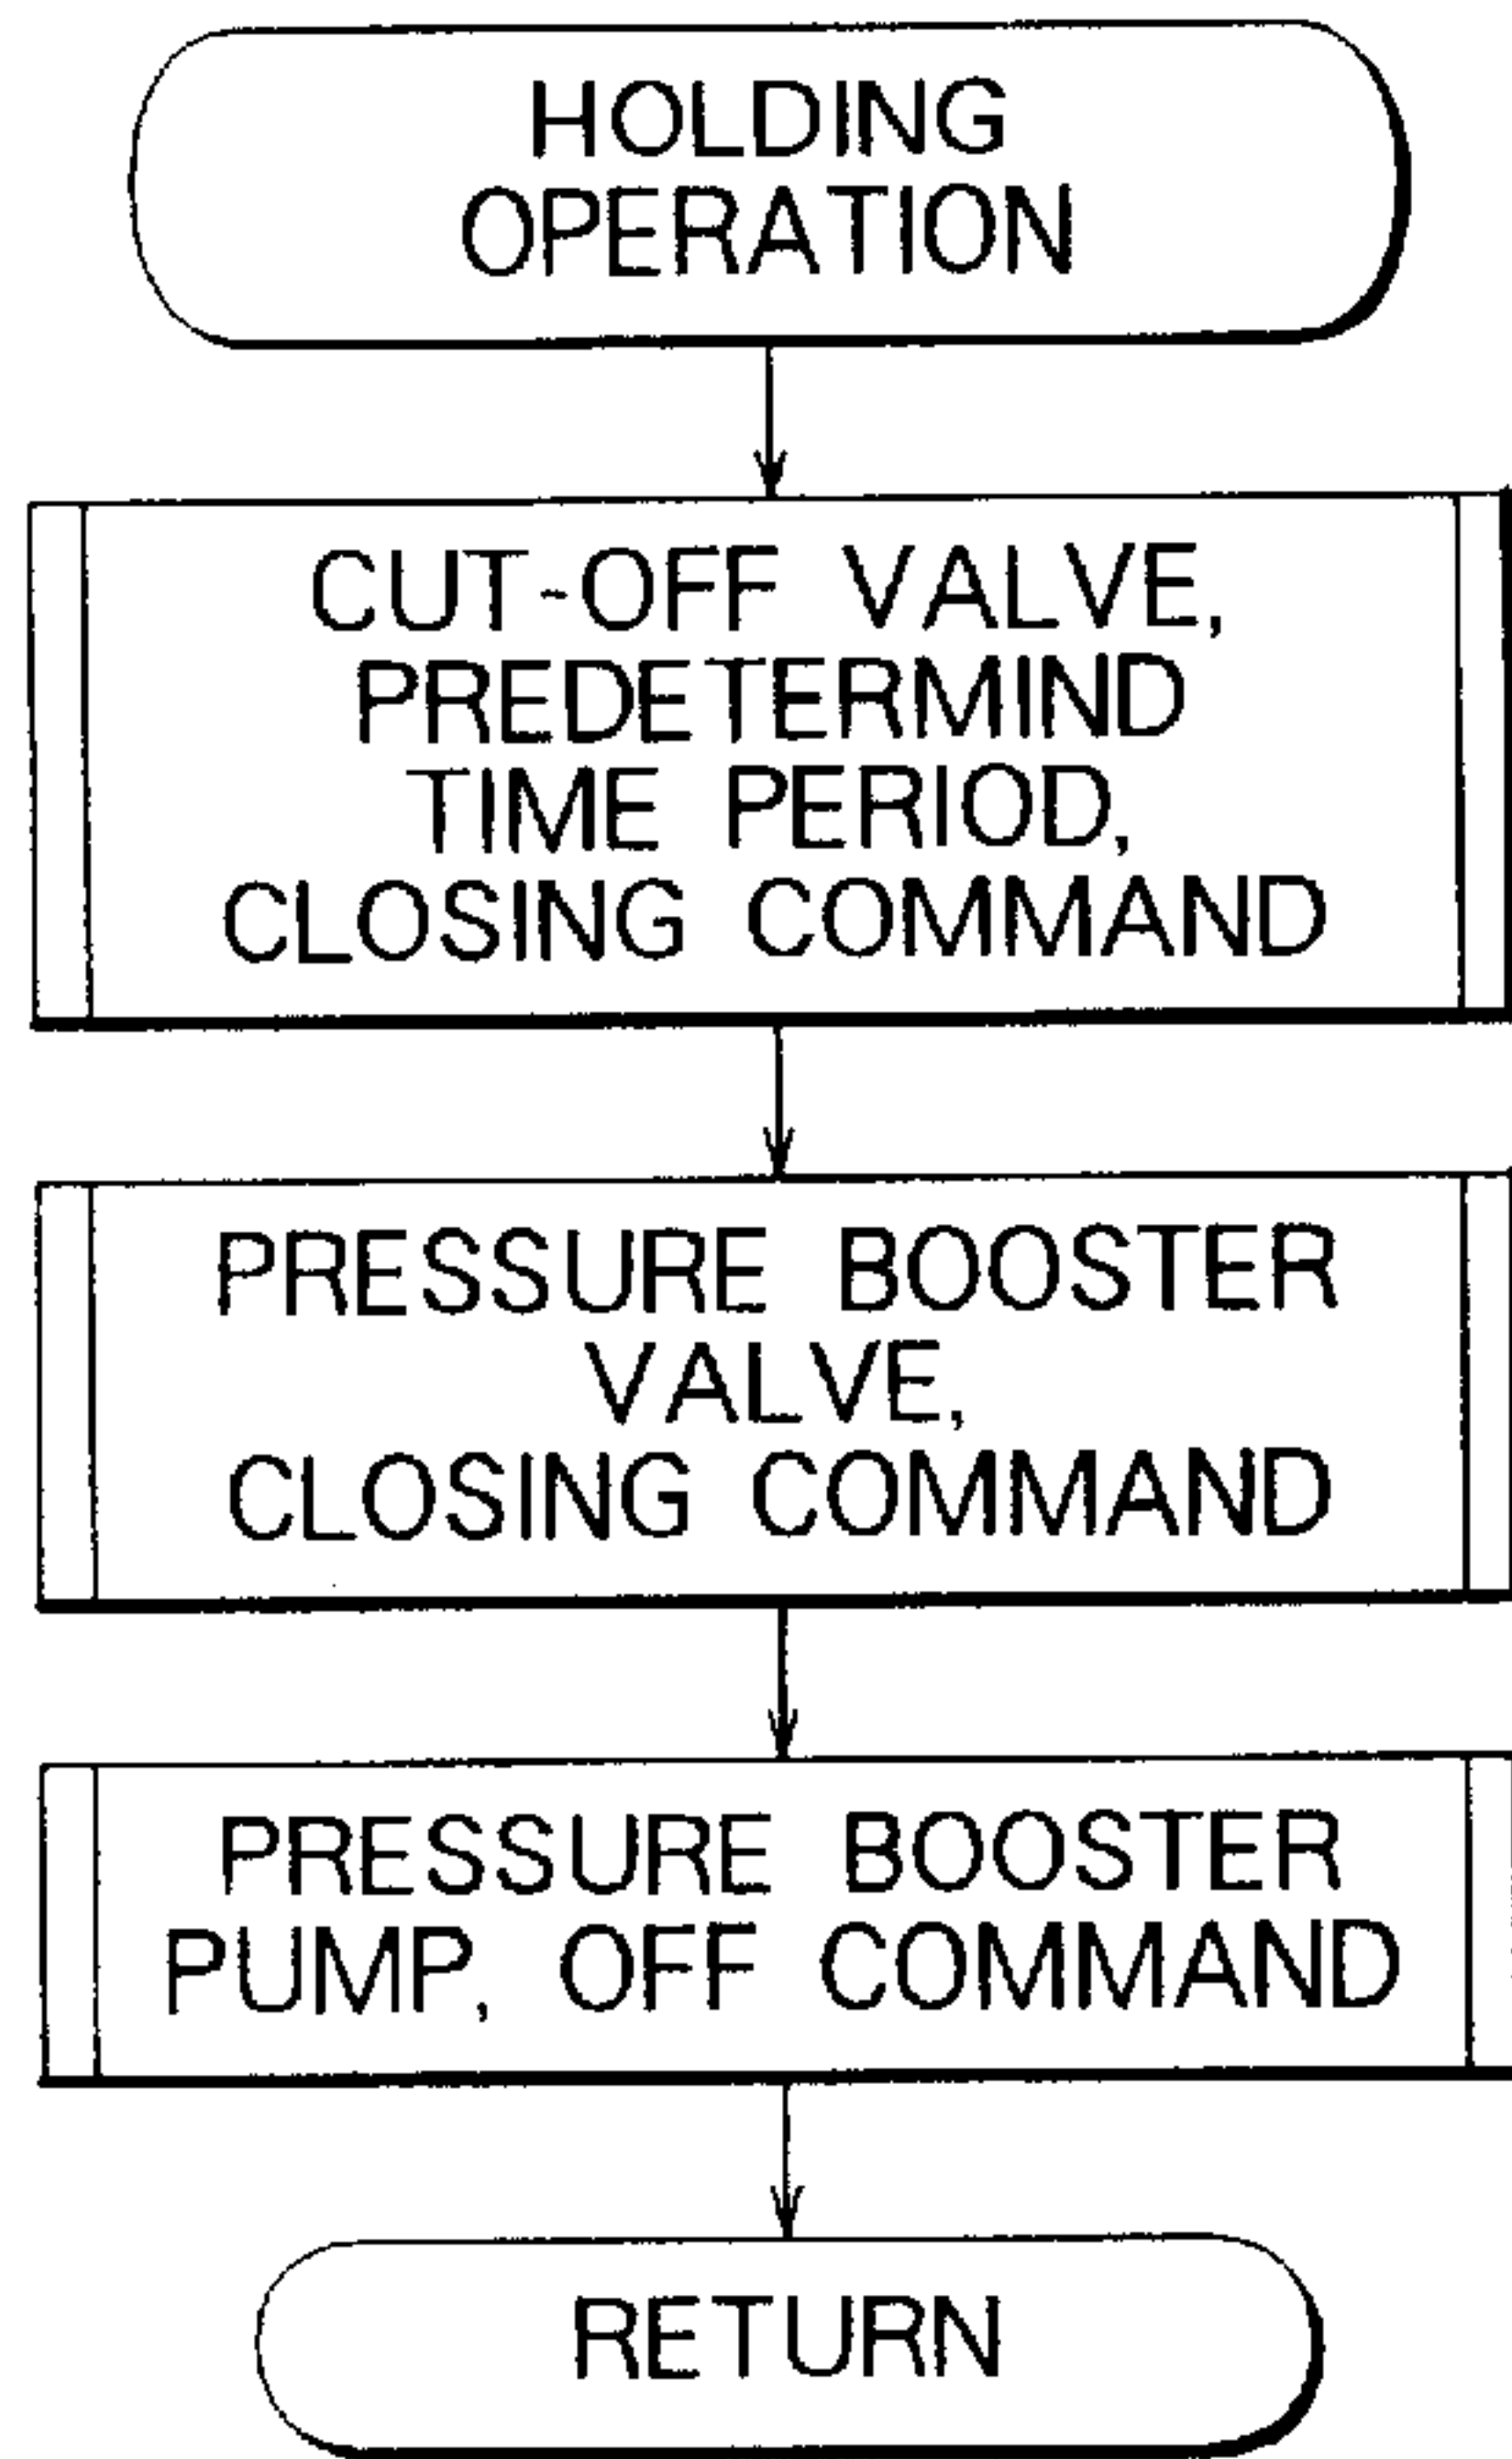 HOLDING
OPERATION
CUT-OFF VALVE,
PREDETERMIND
TIME PERIOD,
CLOSING COMMAND
PRESSURE BOOSTER
VALVE,
CLOSING COMMAND
PRESSURE BOOSTER
PUMP, OFF COMMAND
RETURN